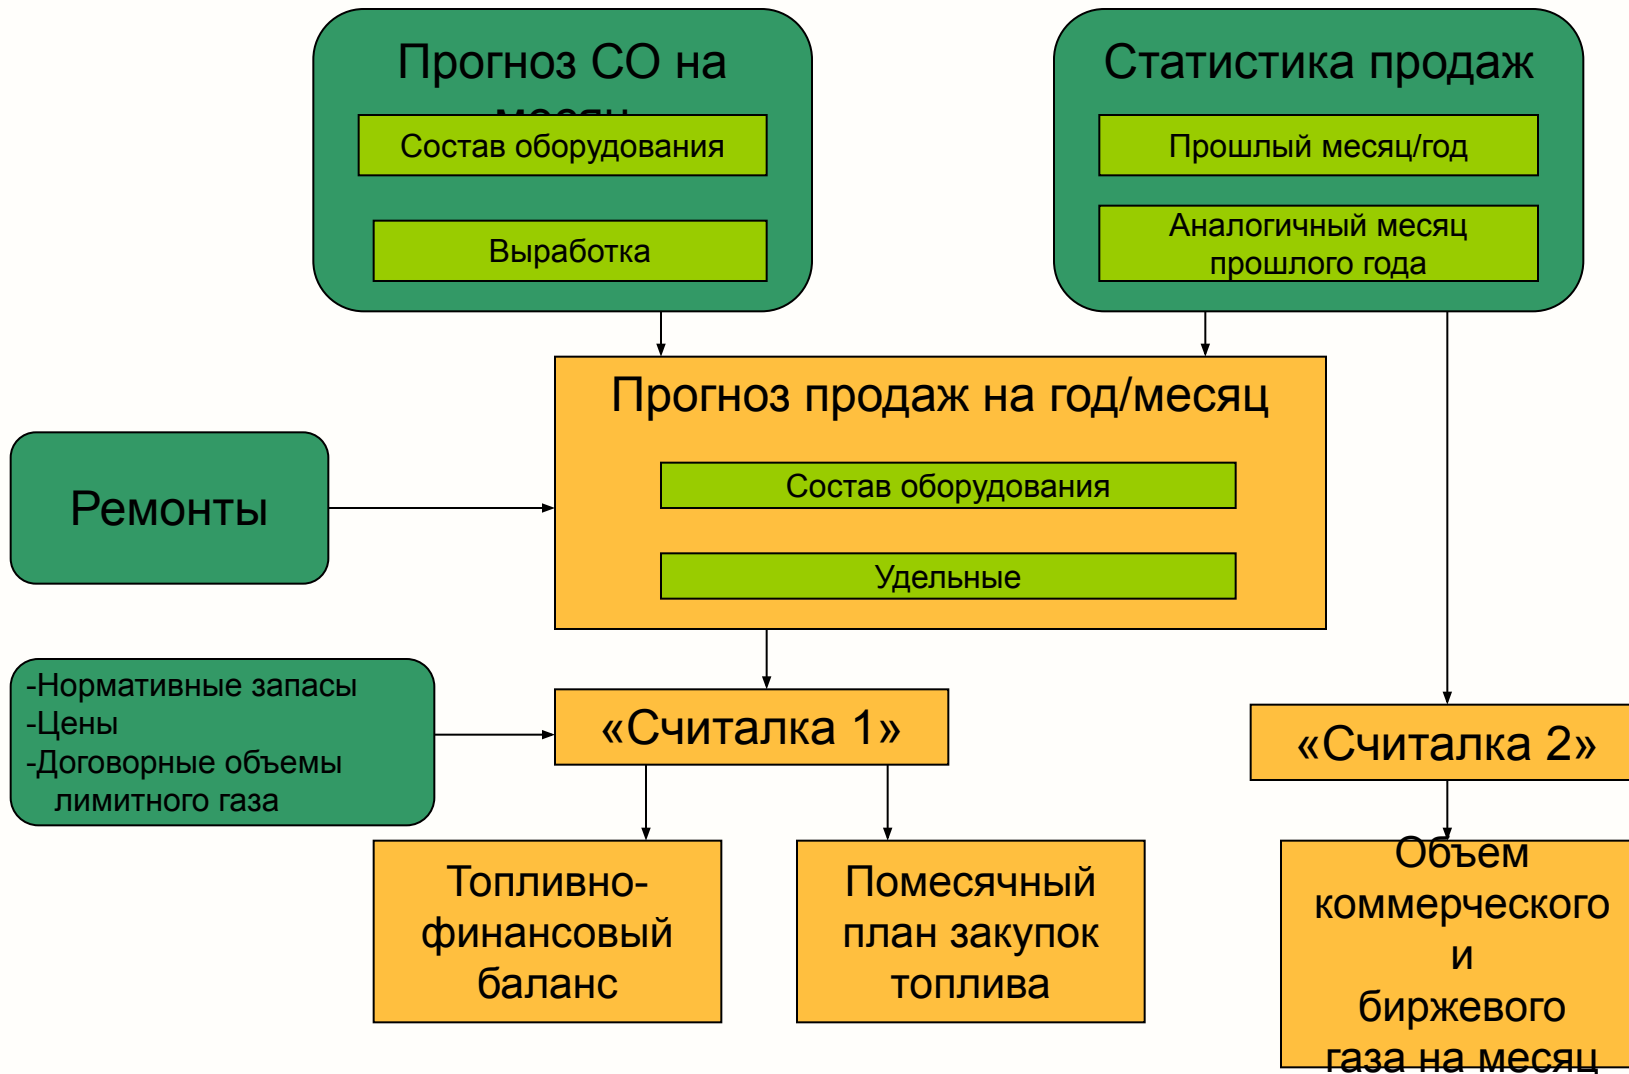 Прогноз СО на
месяц
Состав оборудования
Выработка
Статистика продаж
Прошлый месяц/год
Аналогичный месяц
прошлого года
Прогноз продаж на год/месяц
Состав оборудования
Удельные
Ремонты
-Нормативные запасы
-Цены
-Договорные объемы
лимитного газа
«Считалка 1»
«Считалка 2»
Топливно-
финансовый
баланс
Помесячный
план закупок
топлива
Объем
коммерческого
и
биржевого
газа на месяц